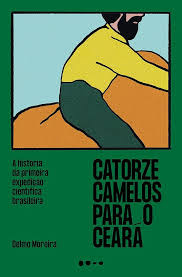 A história
da primeira
expedição
científica
brasileira
CATORZE
CAMELOS
PARA O
CEARÁ
Delmo Moreira